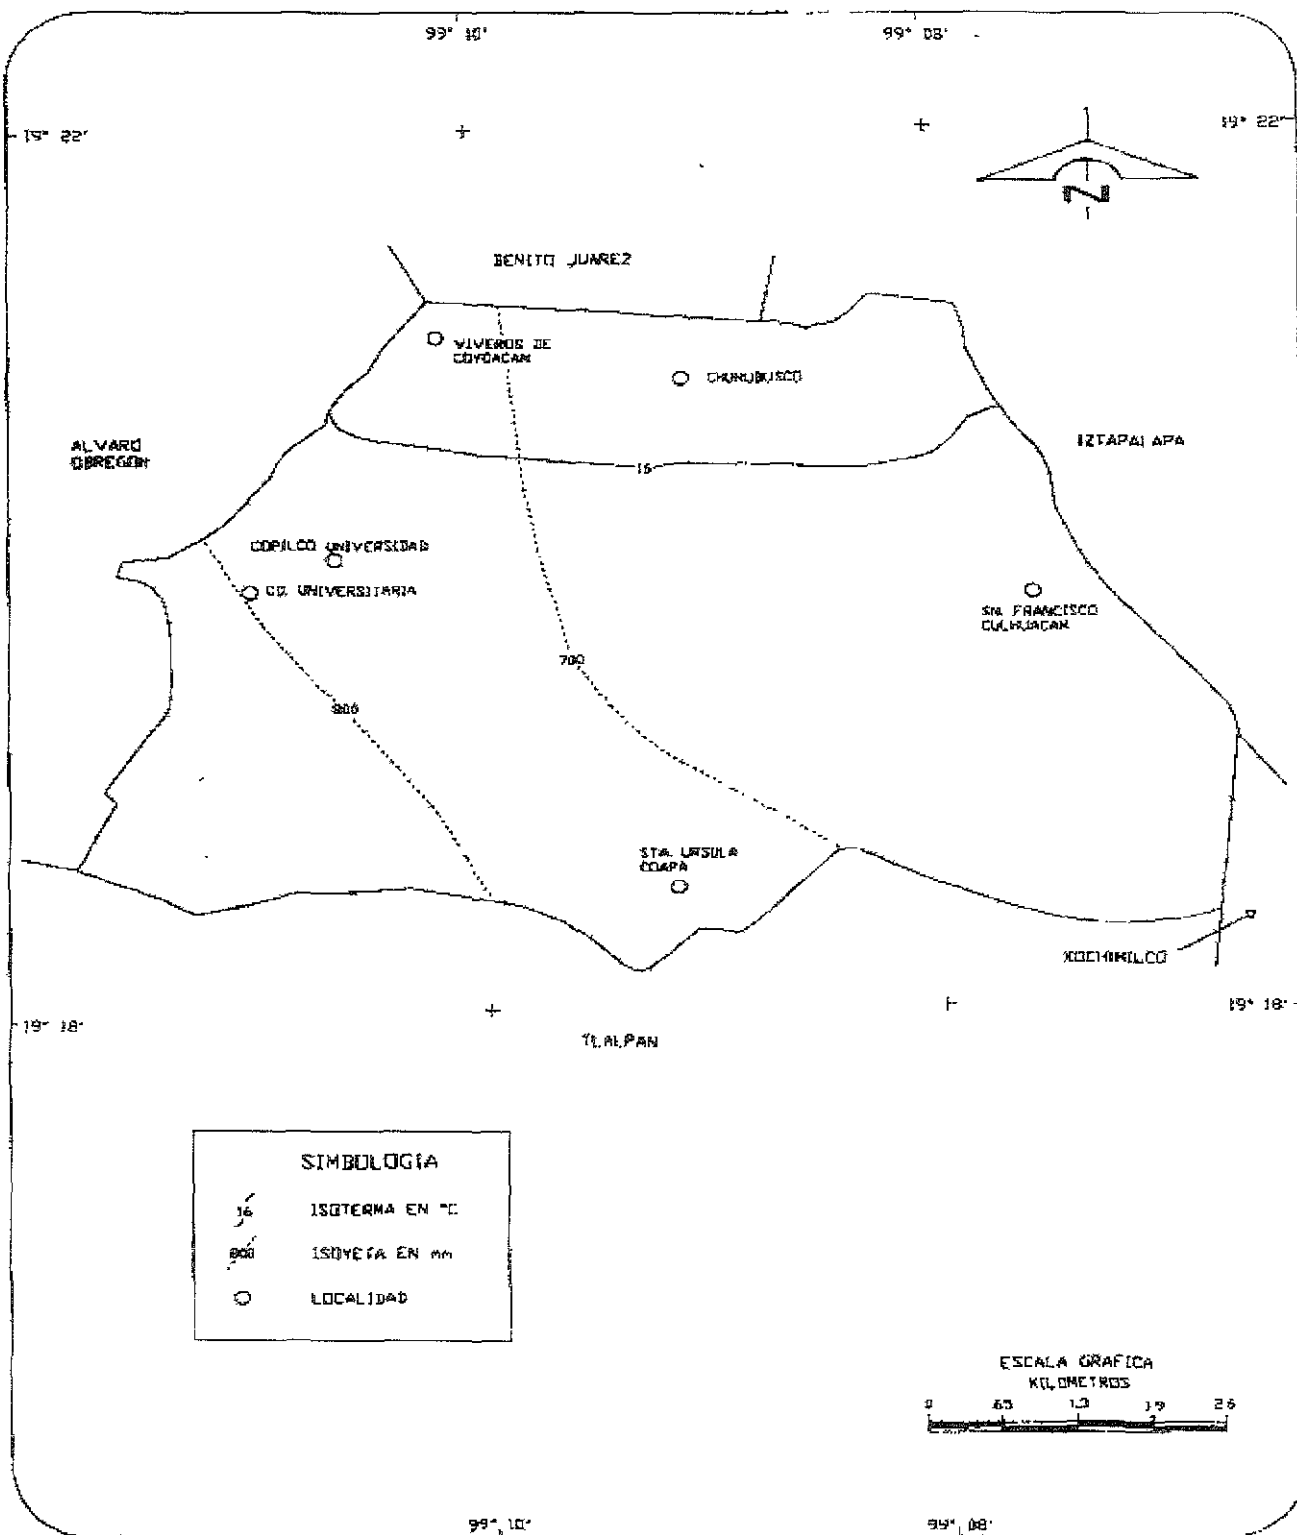 99° 10'
99° 08'
19° 22'
19° 22'
N
BENITO JUAREZ
VIVEROS DE
COYOACAN
CHURUBUSCO
ALVARO
OBREGON
IZTAPALAPA
16
COPILCO UNIVERSIDAD
CD. UNIVERSITARIA
SN. FRANCISCO
CULHUACAN
700
800
STA. URSULA
COAPA
XOCHIMILCO
19° 18'
19° 18'
TLALPAN
SIMBOLOGIA
16 ISOTERMA EN °C
800 ISOYETA EN mm
LOCALIDAD
ESCALA GRAFICA
KILOMETROS
0 .65 1.3 1.9 2.6
99° 10'
99° 08'